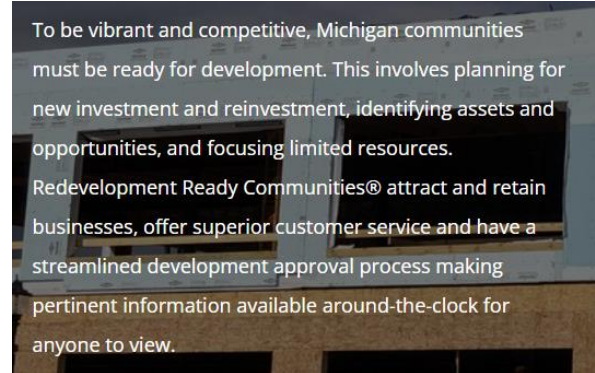 To be vibrant and competitive, Michigan communities
must be ready for development. This involves planning for
new investment and reinvestment, identifying assets and
opportunities, and focusing limited resources.
Redevelopment Ready Communities® attract and retain
businesses, offer superior customer service and have a
streamlined development approval process making
pertinent information available around-the-clock for
anyone to view.